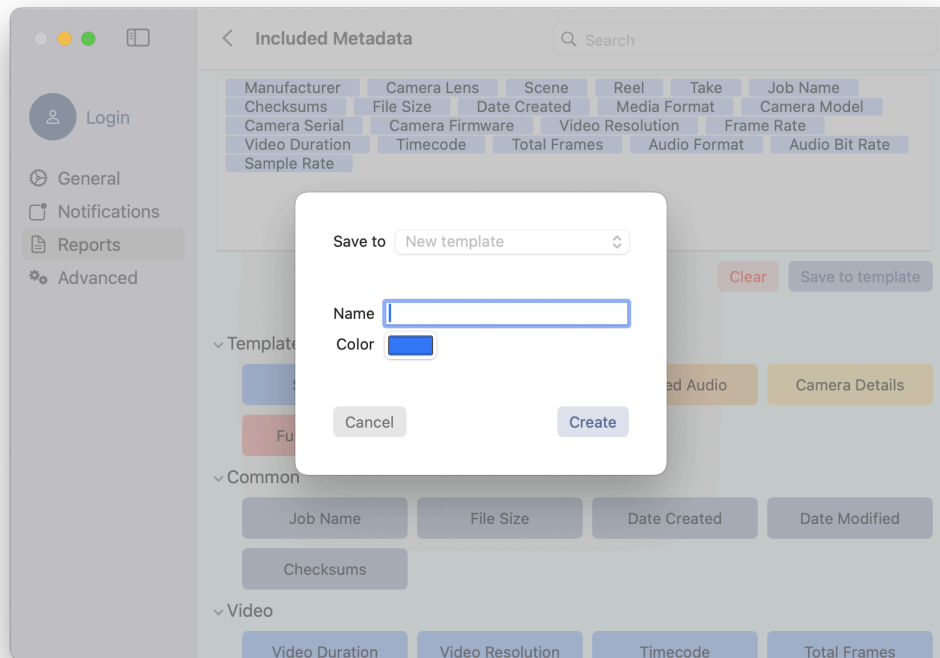 Included Metadata
Search
Login
General
Notifications
Reports
Advanced
Manufacturer Camera Lens Scene Reel Take Job Name
Checksums File Size Date Created Media Format Camera Model
Camera Serial Camera Firmware Video Resolution Frame Rate
Video Duration Timecode Total Frames Audio Format Audio Bit Rate
Sample Rate
Save to New template
Clear Save to template
Name
Color
Cancel Create
Template
Audio Camera Details
Common
Job Name File Size Date Created Date Modified
Checksums
Video
Video Duration Video Resolution Timecode Total Frames